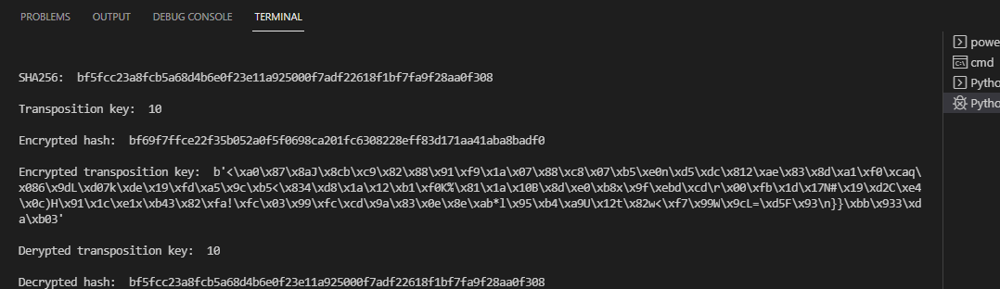 PROBLEMS OUTPUT DEBUG CONSOLE TERMINAL
powe
cmd
Pytho
Pytho
SHA256:  bf5fcc23a8fcb5a68d4b6e0f23e11a925000f7adf22618f1bf7fa9f28aa0f308
Transposition key:  10
Encrypted hash:  bf69f7ffce22f35b052a0f5f0698ca201fc6308228eff83d171aa41aba8badf0
Encrypted transposition key:  b'<\xa0\x87\x8aJ\x8cb\xc9\x82\x88\x91\xf9\x1a\x07\x88\xc8\x07\xb5\xe0n\xd5\xdc\x812\xae\x83\x8d\xa1\xf0\xcaq\
x086\x9dL\xd07k\xde\x19\xfd\xa5\x9c\xb5<\x834\xd8\x1a\x12\xb1\xf0K%\x81\x1a\x10B\x8d\xe0\xb8x\x9f\xebd\xcd\r\x00\xfb\x1d\x17N#\x19\xd2C\xe4
\x0c)H\x91\x1c\xe1x\xb43\x82\xfa!\xfc\x03\x99\xfc\xcd\x9a\x83\x0e\x8e\xab*l\x95\xb4\xa9U\x12t\x82w<\xf7\x99W\x9cL=\xd5F\x93\n}}\xbb\x933\xd
a\xb03'
Derypted transposition key:  10
Decrypted hash:  bf5fcc23a8fcb5a68d4b6e0f23e11a925000f7adf22618f1bf7fa9f28aa0f308